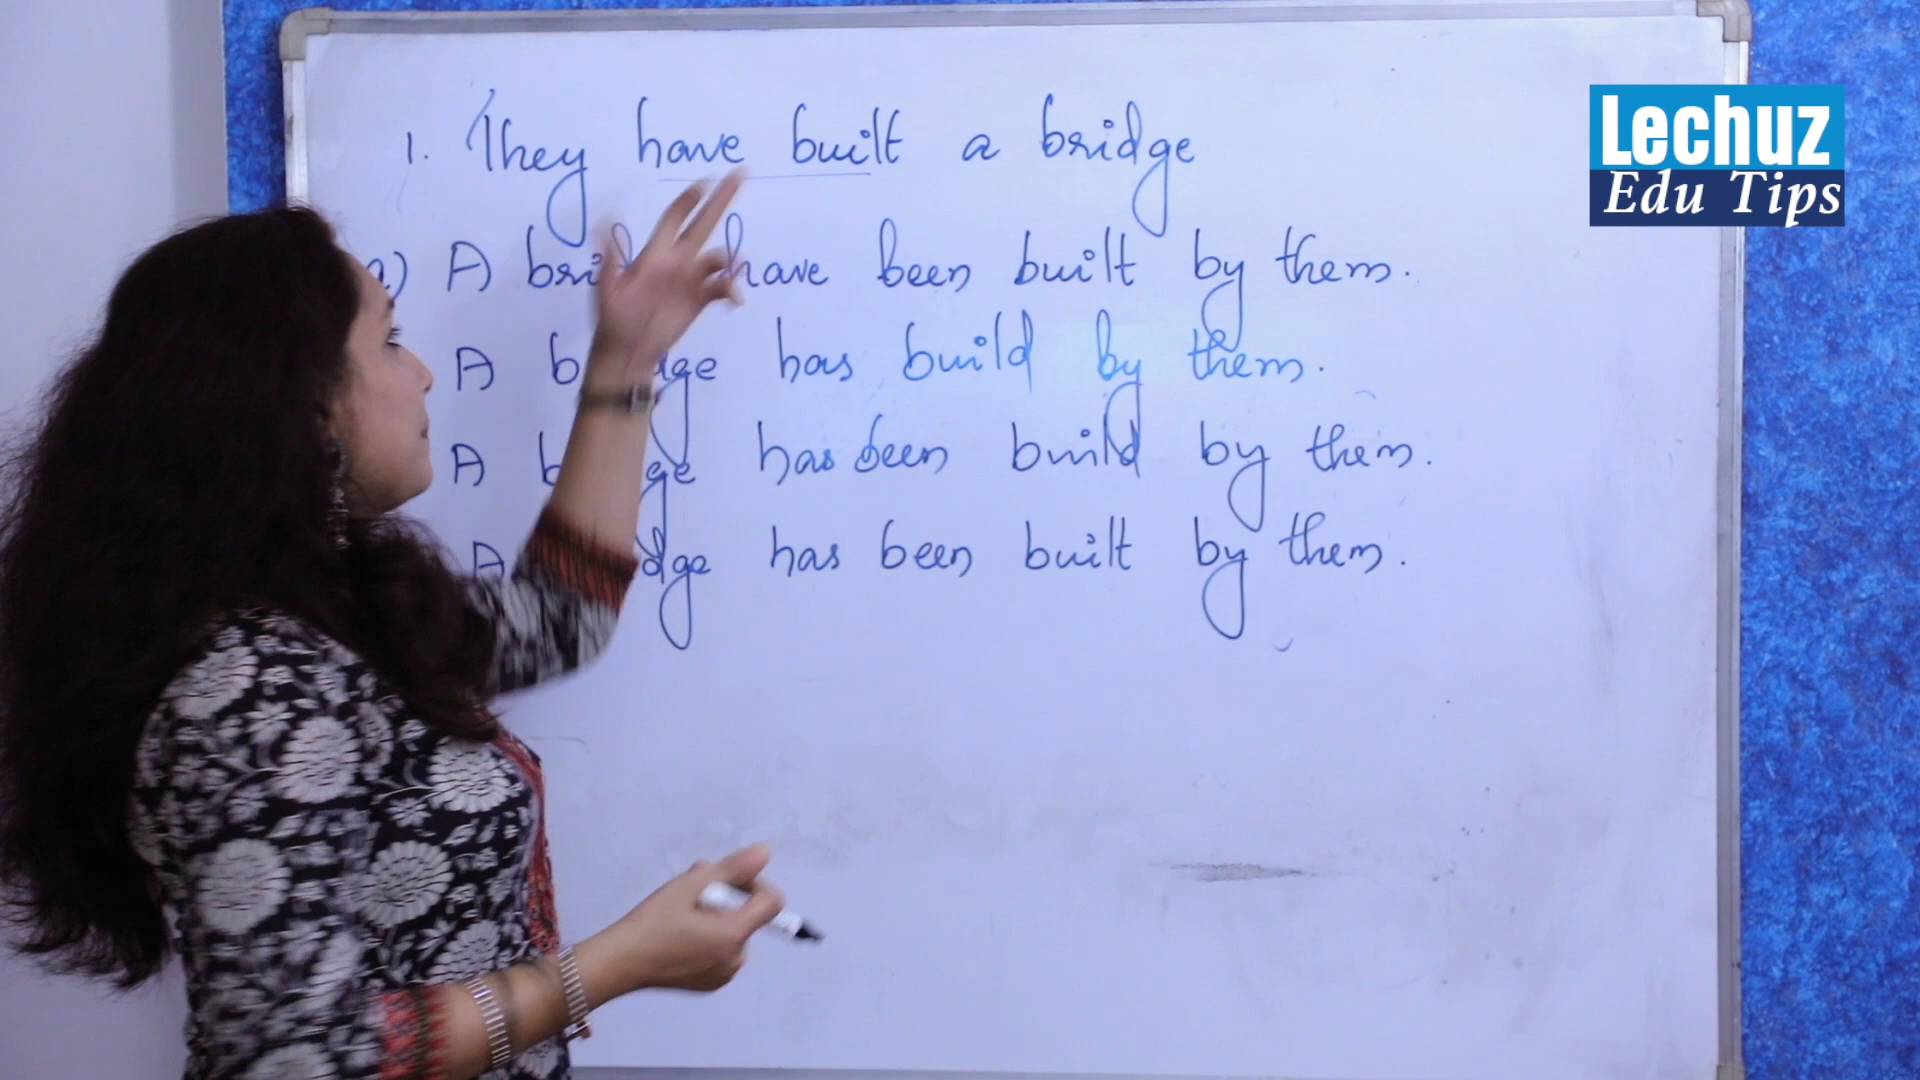 1. They have built a bridge
a) A have been built by them.
A has build by them.
A has been build by them.
A has been built by them.
Lechuz
Edu Tips